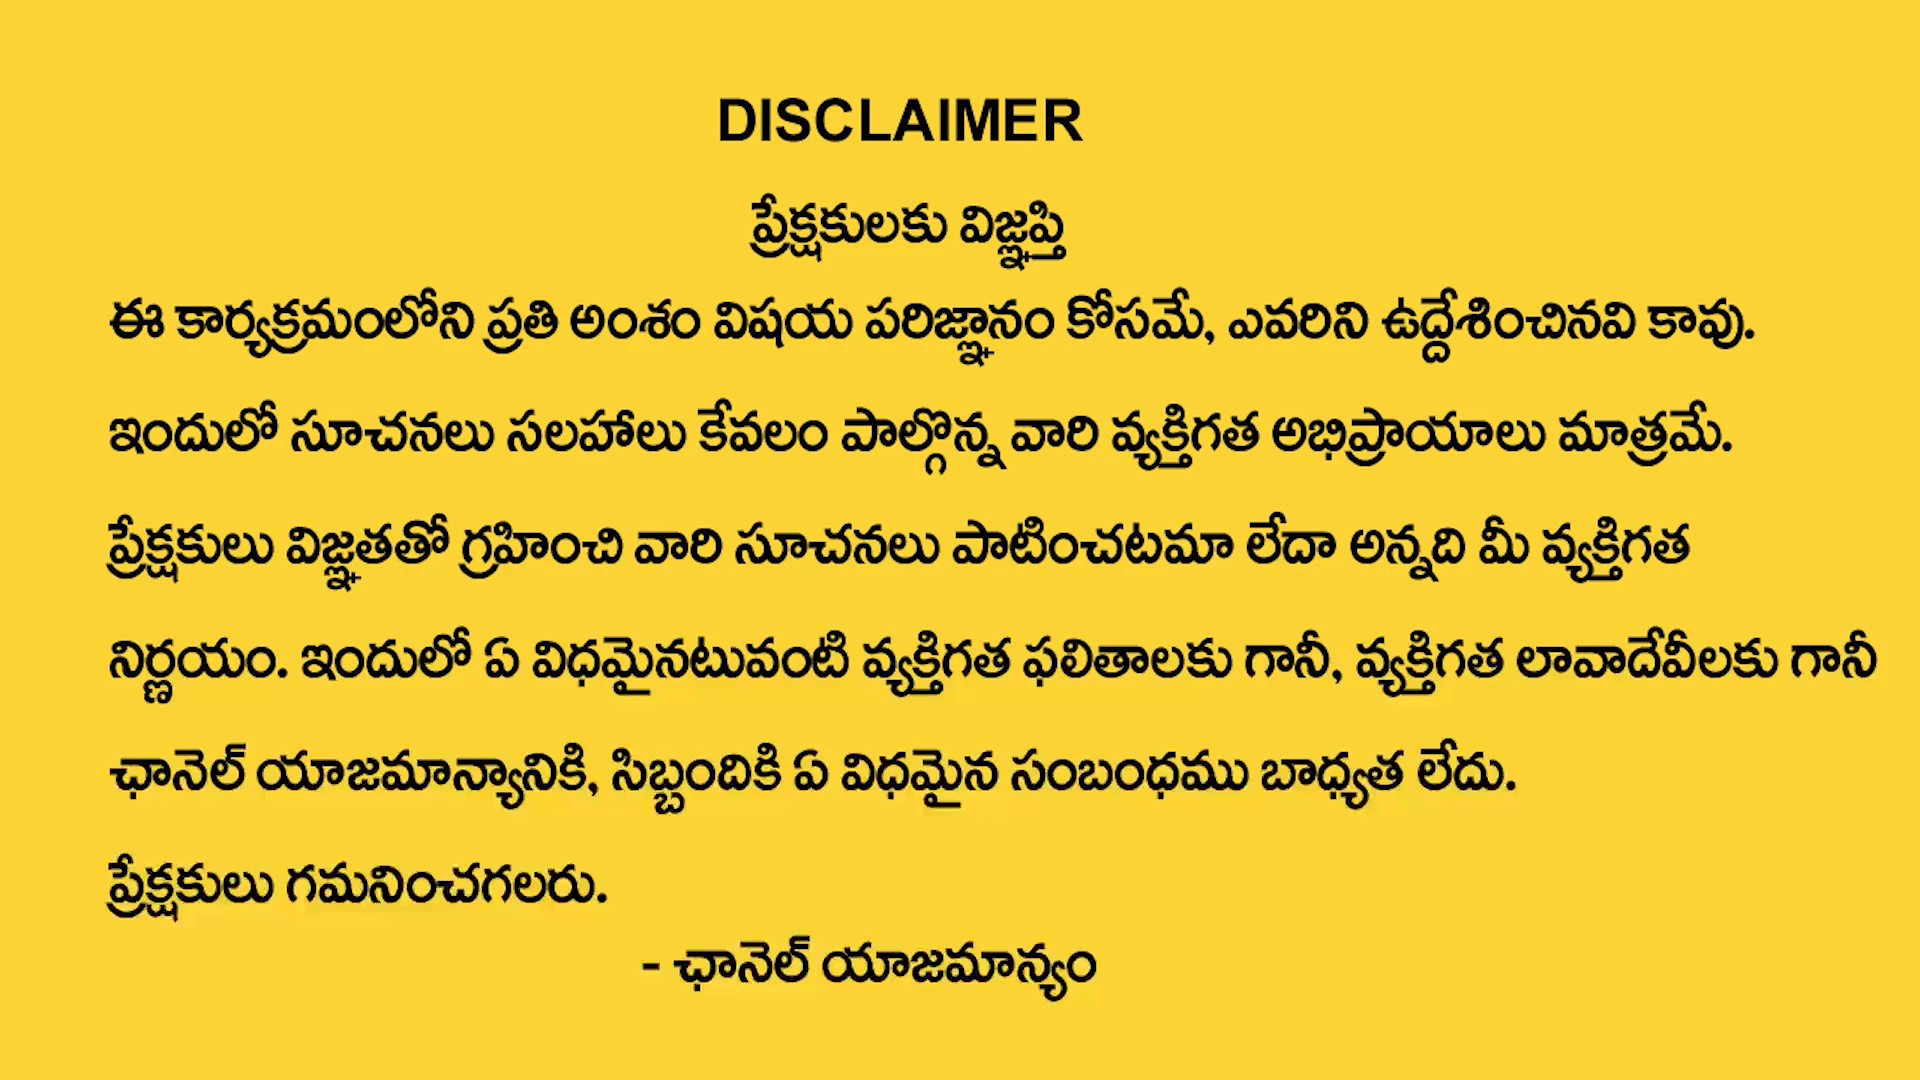 DISCLAIMER
ప్రేక్షకులకు విజ్ఞప్తి
ఈ కార్యక్రమంలోని ప్రతి అంశం విషయ పరిజ్ఞానం కోసమే, ఎవరిని ఉద్దేశించినవి కావు.
ఇందులో సూచనలు సలహాలు కేవలం పాల్గొన్న వారి వ్యక్తిగత అభిప్రాయాలు మాత్రమే.
ప్రేక్షకులు విజ్ఞతతో గ్రహించి వారి సూచనలు పాటించటమా లేదా అన్నది మీ వ్యక్తిగత
నిర్ణయం. ఇందులో ఏ విధమైనటువంటి వ్యక్తిగత ఫలితాలకు గానీ, వ్యక్తిగత లావాదేవీలకు గానీ
ఛానెల్ యాజమాన్యానికి, సిబ్బందికి ఏ విధమైన సంబంధము బాధ్యత లేదు.
ప్రేక్షకులు గమనించగలరు.
- ఛానెల్ యాజమాన్యం